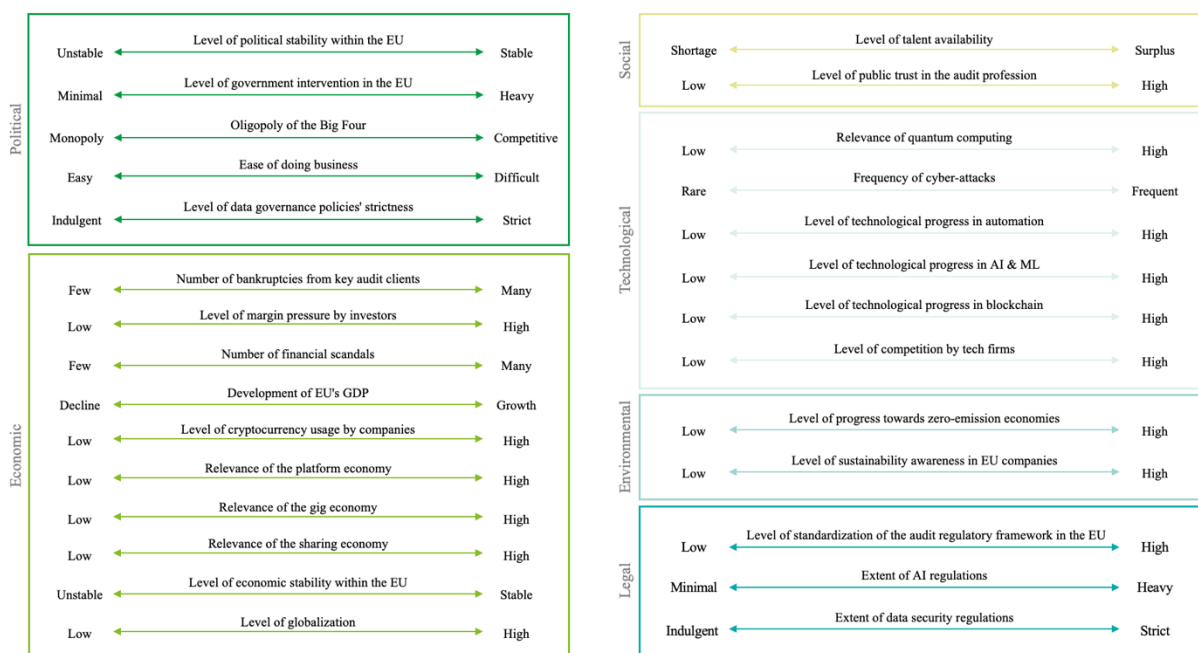 Political
Level of political stability within the EU
Unstable Stable
Level of government intervention in the EU
Minimal Heavy
Oligopoly of the Big Four
Monopoly Competitive
Ease of doing business
Easy Difficult
Level of data governance policies' strictness
Indulgent Strict
Economic
Number of bankruptcies from key audit clients
Few Many
Level of margin pressure by investors
Low High
Number of financial scandals
Few Many
Development of EU's GDP
Decline Growth
Level of cryptocurrency usage by companies
Low High
Relevance of the platform economy
Low High
Relevance of the gig economy
Low High
Relevance of the sharing economy
Low High
Level of economic stability within the EU
Unstable Stable
Level of globalization
Low High
Social
Level of talent availability
Shortage Surplus
Level of public trust in the audit profession
Low High
Technological
Relevance of quantum computing
Low High
Frequency of cyber-attacks
Rare Frequent
Level of technological progress in automation
Low High
Level of technological progress in AI & ML
Low High
Level of technological progress in blockchain
Low High
Level of competition by tech firms
Low High
Environmental
Level of progress towards zero-emission economies
Low High
Level of sustainability awareness in EU companies
Low High
Legal
Level of standardization of the audit regulatory framework in the EU
Low High
Extent of AI regulations
Minimal Heavy
Extent of data security regulations
Indulgent Strict